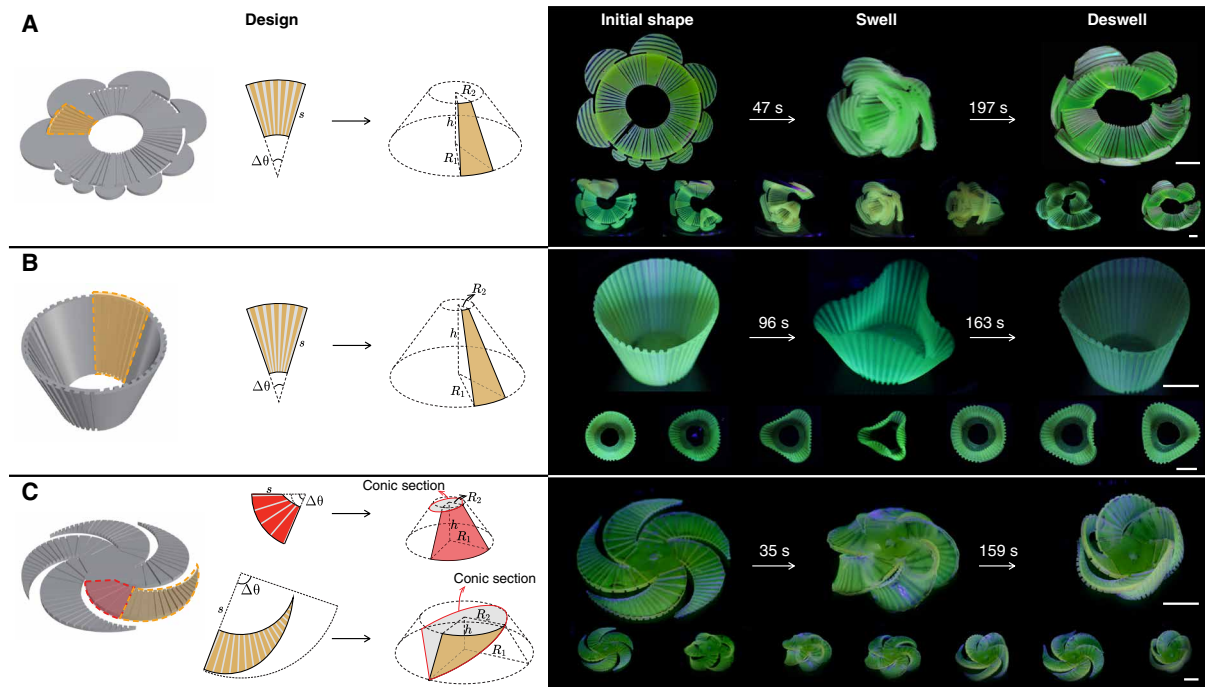 A
Design
Initial shape
Swell
Deswell
s
Δθ
R₂
h
R₁
47 s
197 s
B
s
Δθ
R₂
h
R₁
96 s
163 s
C
s
Δθ
Conic section
R₂
h
R₁
s
Δθ
Conic section
R₂
h
R₁
35 s
159 s